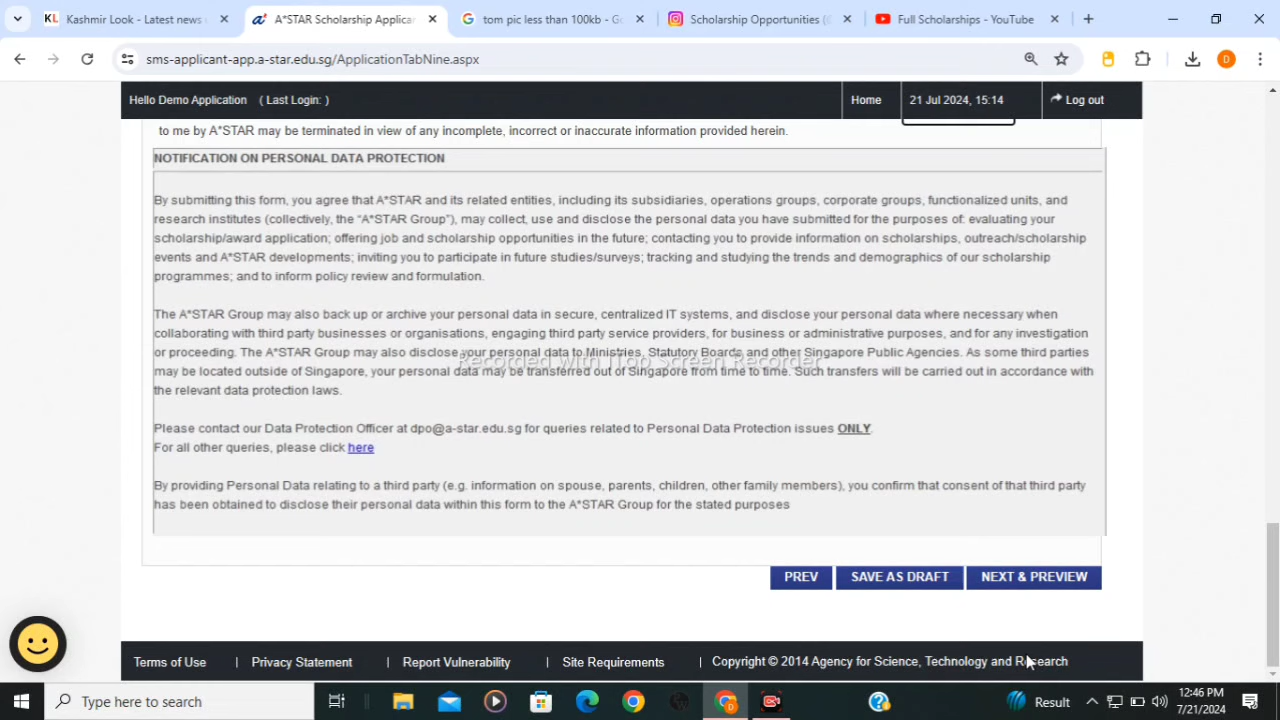 Kashmir Look - Latest news
A*STAR Scholarship Applicar
tom pic less than 100kb - Go
Scholarship Opportunities (@
Full Scholarships - YouTube
sms-applicant-app.a-star.edu.sg/ApplicationTabNine.aspx
D
Hello Demo Application ( Last Login: )
Home
21 Jul 2024, 15:14
Log out
to me by A*STAR may be terminated in view of any incomplete, incorrect or inaccurate information provided herein.
NOTIFICATION ON PERSONAL DATA PROTECTION
By submitting this form, you agree that A*STAR and its related entities, including its subsidiaries, operations groups, corporate groups, functionalized units, and
research institutes (collectively, the “A*STAR Group”), may collect, use and disclose the personal data you have submitted for the purposes of: evaluating your
scholarship/award application; offering job and scholarship opportunities in the future; contacting you to provide information on scholarships, outreach/scholarship
events and A*STAR developments; inviting you to participate in future studies/surveys; tracking and studying the trends and demographics of our scholarship
programmes; and to inform policy review and formulation.
The A*STAR Group may also back up or archive your personal data in secure, centralized IT systems, and disclose your personal data where necessary when
collaborating with third party businesses or organisations, engaging third party service providers, for business or administrative purposes, and for any investigation
or proceeding. The A*STAR Group may also disclose your personal data to Ministries, Statutory Boards and other Singapore Public Agencies. As some third parties
Recorded with iTop Screen Recorder
may be located outside of Singapore, your personal data may be transferred out of Singapore from time to time. Such transfers will be carried out in accordance with
the relevant data protection laws.
Please contact our Data Protection Officer at dpo@a-star.edu.sg for queries related to Personal Data Protection issues ONLY.
For all other queries, please click here
By providing Personal Data relating to a third party (e.g. information on spouse, parents, children, other family members), you confirm that consent of that third party
has been obtained to disclose their personal data within this form to the A*STAR Group for the stated purposes
PREV
SAVE AS DRAFT
NEXT & PREVIEW
Terms of Use | Privacy Statement | Report Vulnerability | Site Requirements | Copyright © 2014 Agency for Science, Technology and Research
Type here to search
Result
12:46 PM
7/21/2024